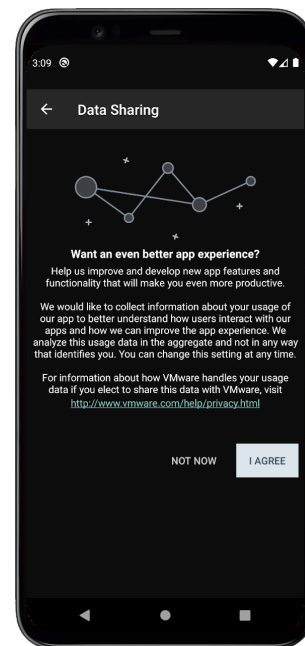 3:09
Data Sharing
Want an even better app experience?
Help us improve and develop new app features and
functionality that will make you even more productive.
We would like to collect information about your usage of
our app to better understand how users interact with our
apps and how we can improve the app experience. We
analyze this usage data in the aggregate and not in any way
that identifies you. You can change this setting at any time.
For information about how VMware handles your usage
data if you elect to share this data with VMware, visit
http://www.vmware.com/help/privacy.html
NOT NOW I AGREE